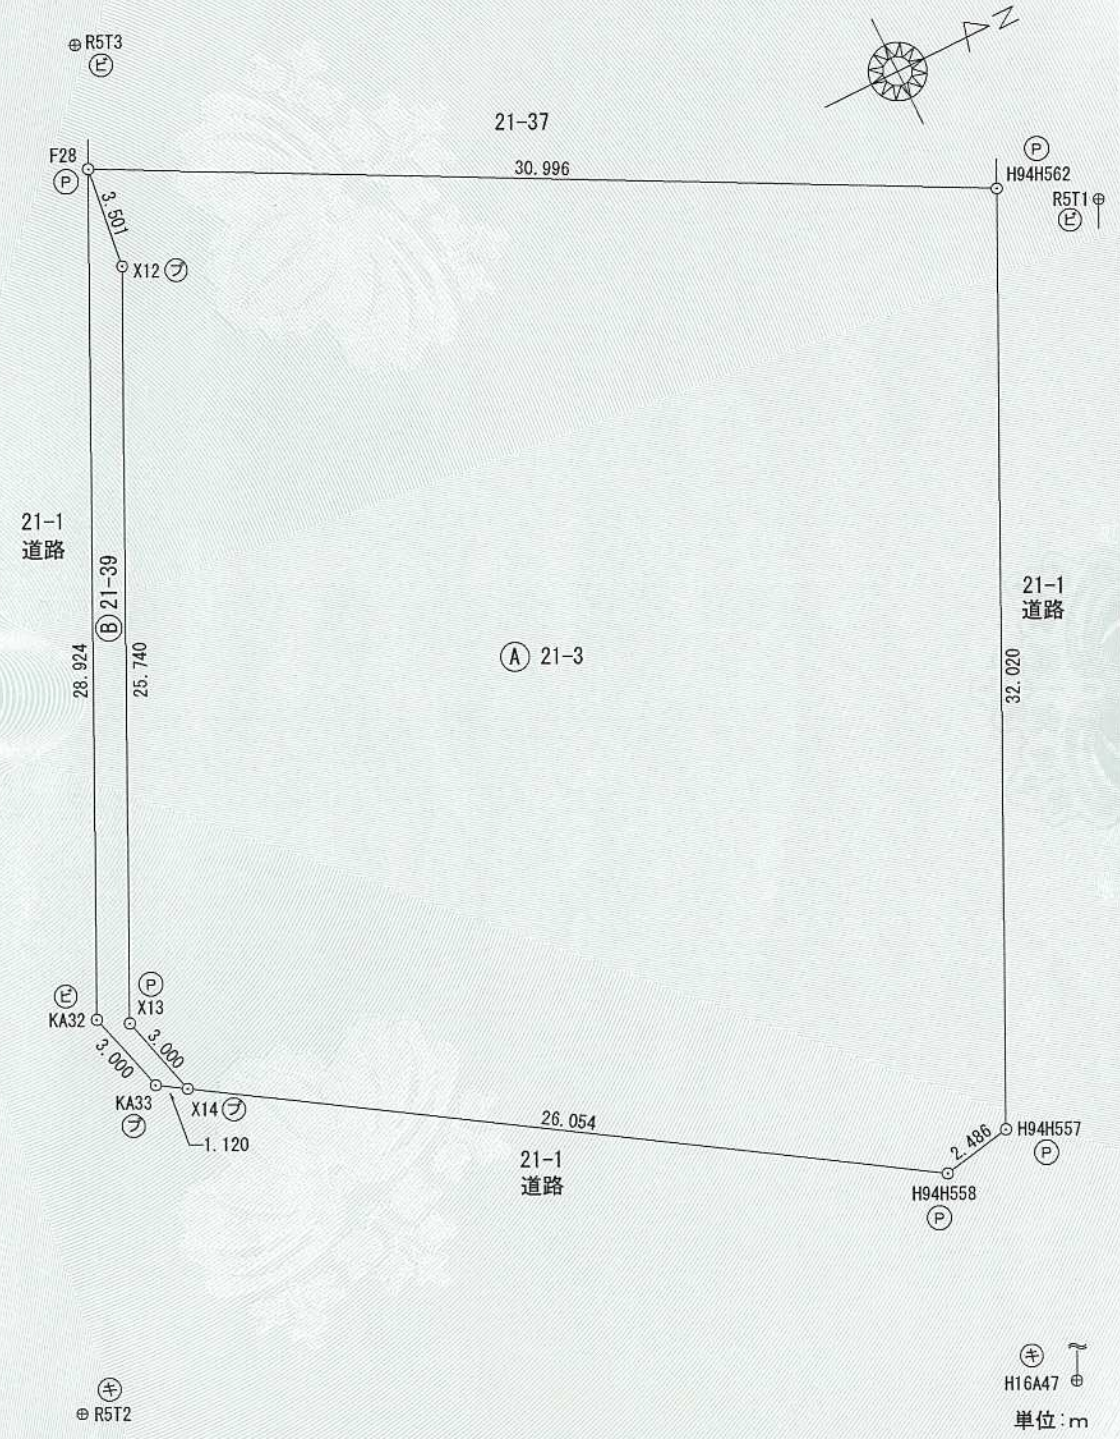 R5T3
ビ
N
21-37
F28
P
30.996
P
H94H562
R5T1
ビ
3.501
X12 プ
21-1
道路
B 21-39
28.924
25.740
A 21-3
32.020
21-1
道路
ビ
KA32
P
X13
3.000
3.000
KA33
プ
X14 プ
1.120
26.054
21-1
道路
2.486
H94H557
P
H94H558
P
キ
R5T2
キ
H16A47
単位:m